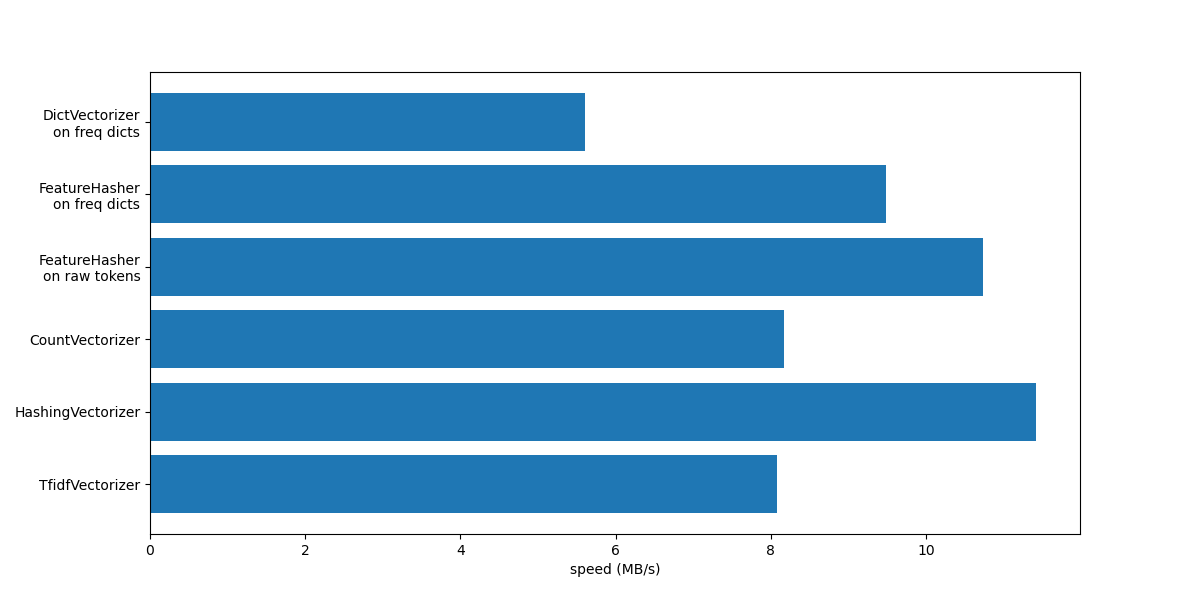 DictVectorizer
on freq dicts
FeatureHasher
on freq dicts
FeatureHasher
on raw tokens
CountVectorizer
HashingVectorizer
TfidfVectorizer
0 2 4 6 8 10
speed (MB/s)